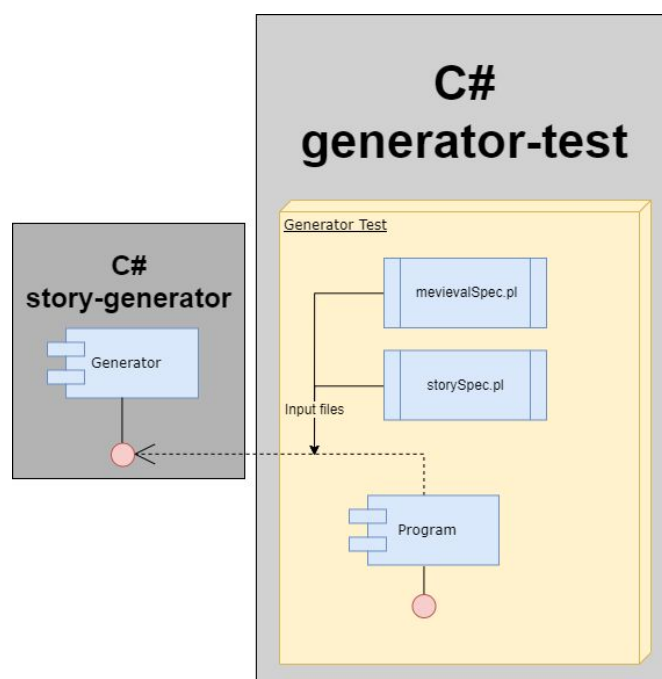 C#
generator-test
Generator Test
mevievalSpec.pl
C#
story-generator
Generator
storySpec.pl
Input files
Program